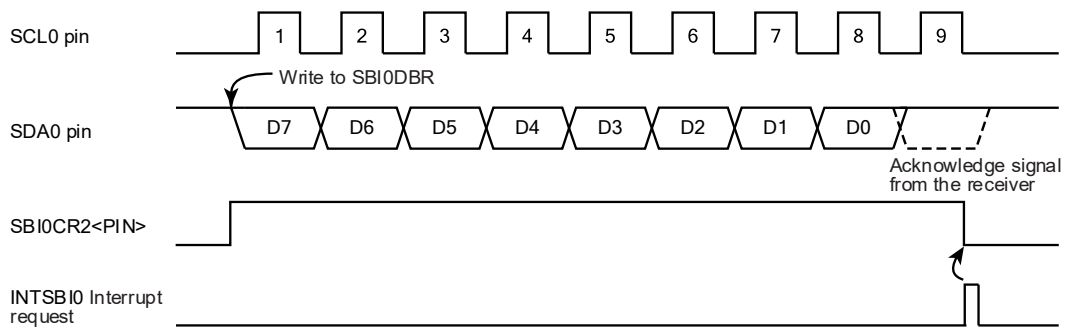 SCL0 pin
1 2 3 4 5 6 7 8 9
Write to SBI0DBR
SDA0 pin
D7 D6 D5 D4 D3 D2 D1 D0
Acknowledge signal
from the receiver
SBI0CR2<PIN>
INTSBI0 Interrupt
request